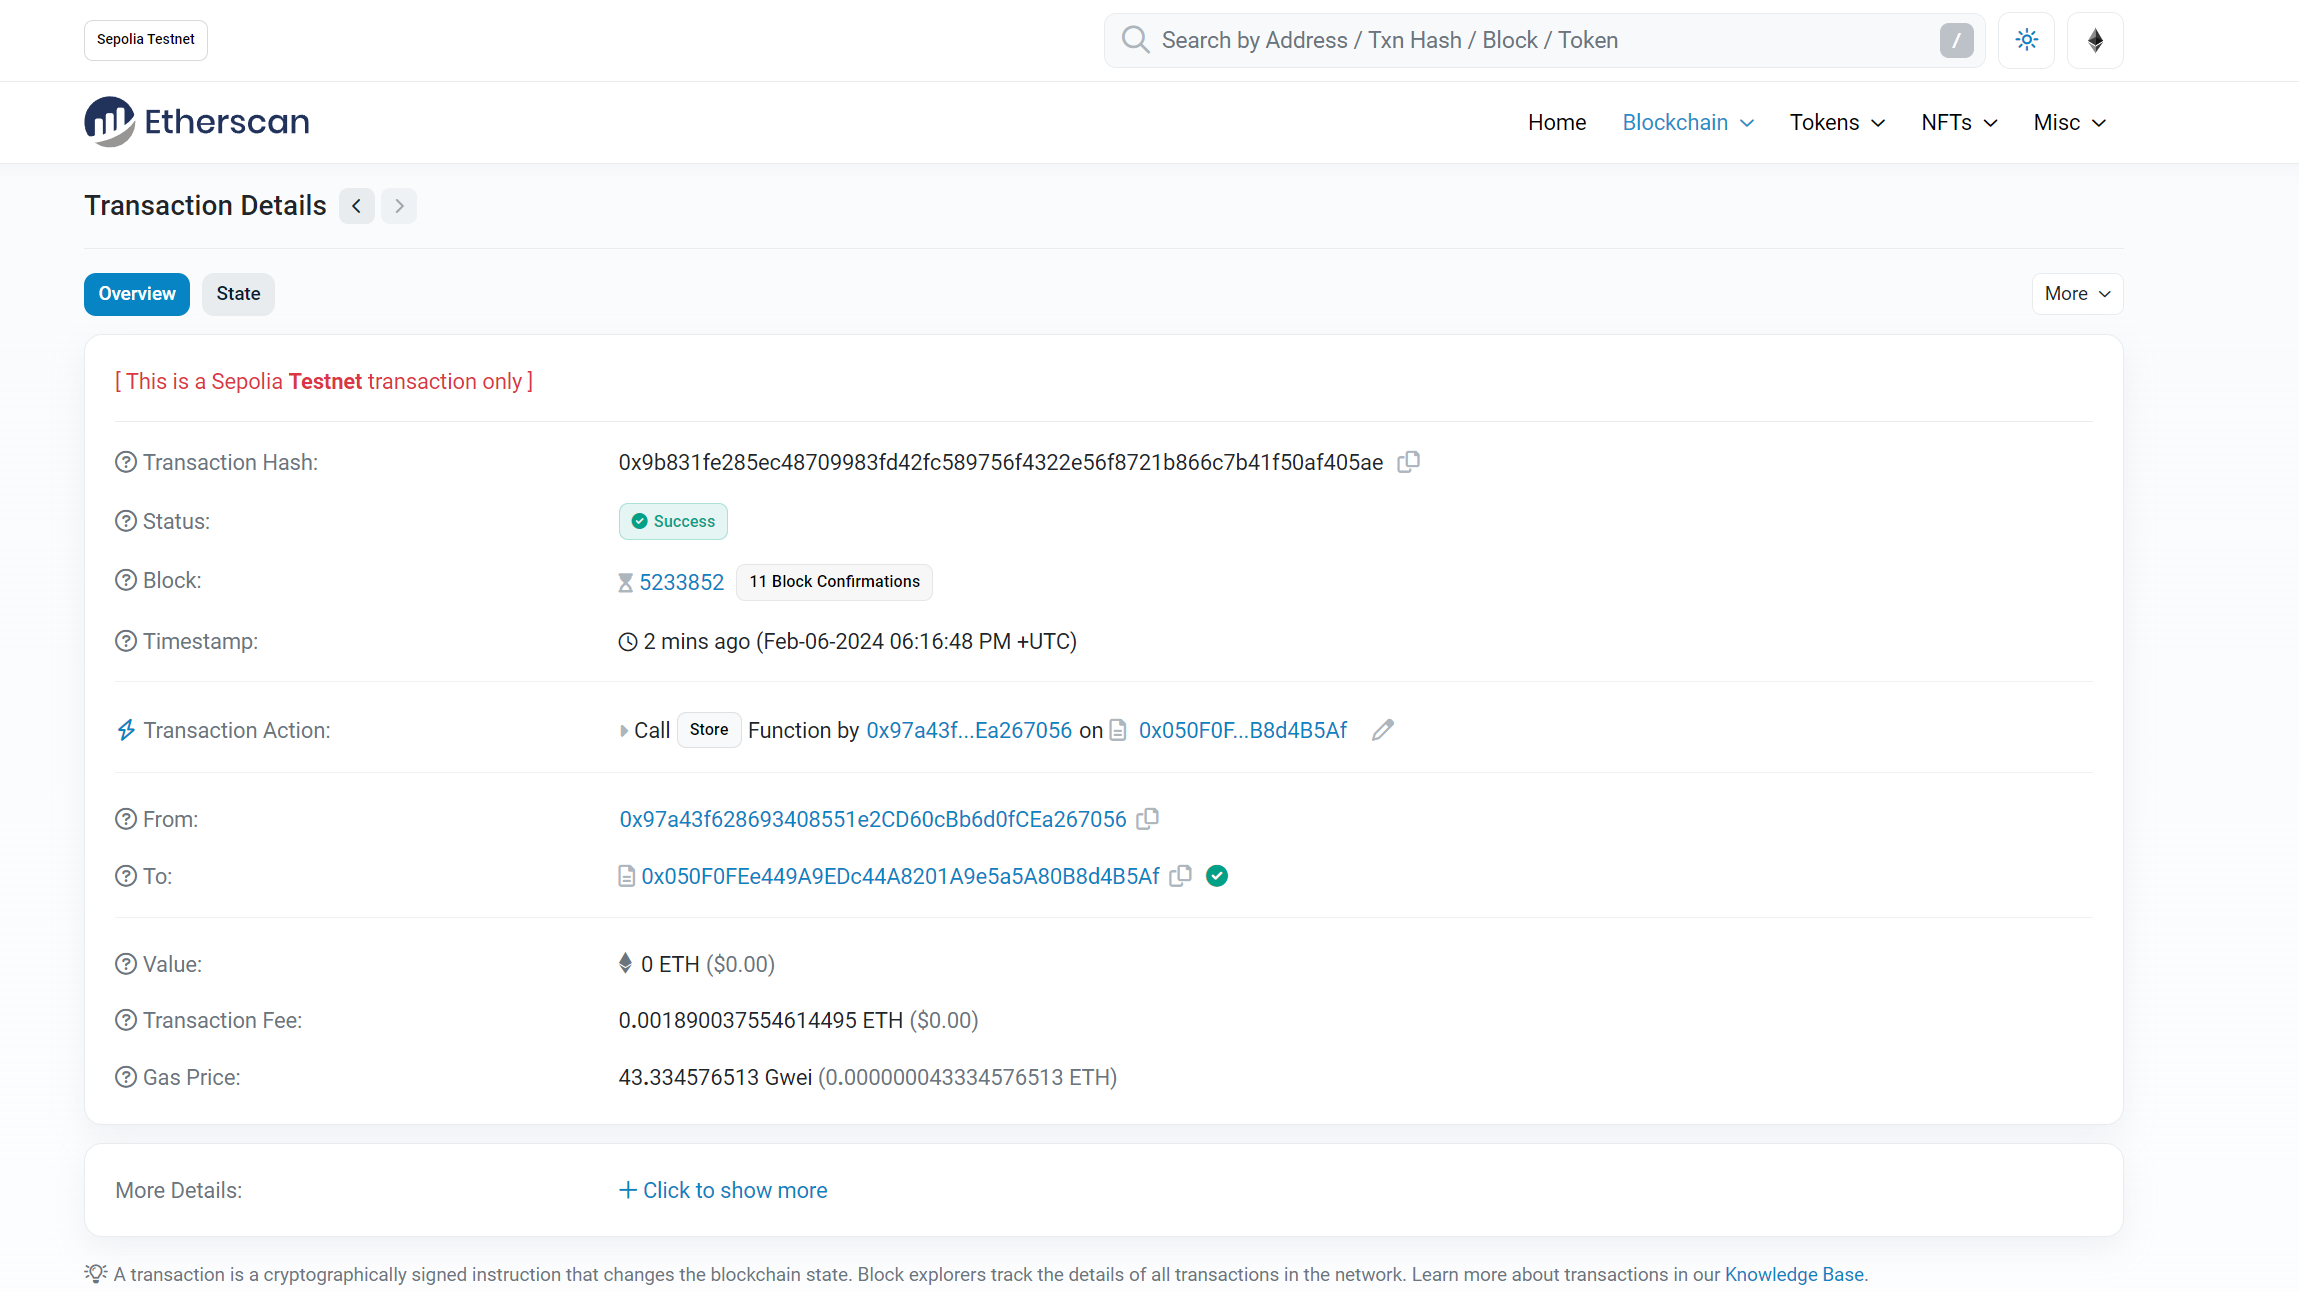 Sepolia Testnet
Search by Address / Txn Hash / Block / Token
/
Etherscan
Home Blockchain Tokens NFTs Misc
Transaction Details
Overview State More
[ This is a Sepolia Testnet transaction only ]
Transaction Hash: 0x9b831fe285ec48709983fd42fc589756f4322e56f8721b866c7b41f50af405ae
Status: Success
Block: 5233852 11 Block Confirmations
Timestamp: 2 mins ago (Feb-06-2024 06:16:48 PM +UTC)
Transaction Action: Call Store Function by 0x97a43f...Ea267056 on 0x050F0F...B8d4B5Af
From: 0x97a43f628693408551e2CD60cBb6d0fCEa267056
To: 0x050F0FEe449A9EDc44A8201A9e5a5A80B8d4B5Af
Value: 0 ETH ($0.00)
Transaction Fee: 0.001890037554614495 ETH ($0.00)
Gas Price: 43.334576513 Gwei (0.000000043334576513 ETH)
More Details: Click to show more
A transaction is a cryptographically signed instruction that changes the blockchain state. Block explorers track the details of all transactions in the network. Learn more about transactions in our Knowledge Base.